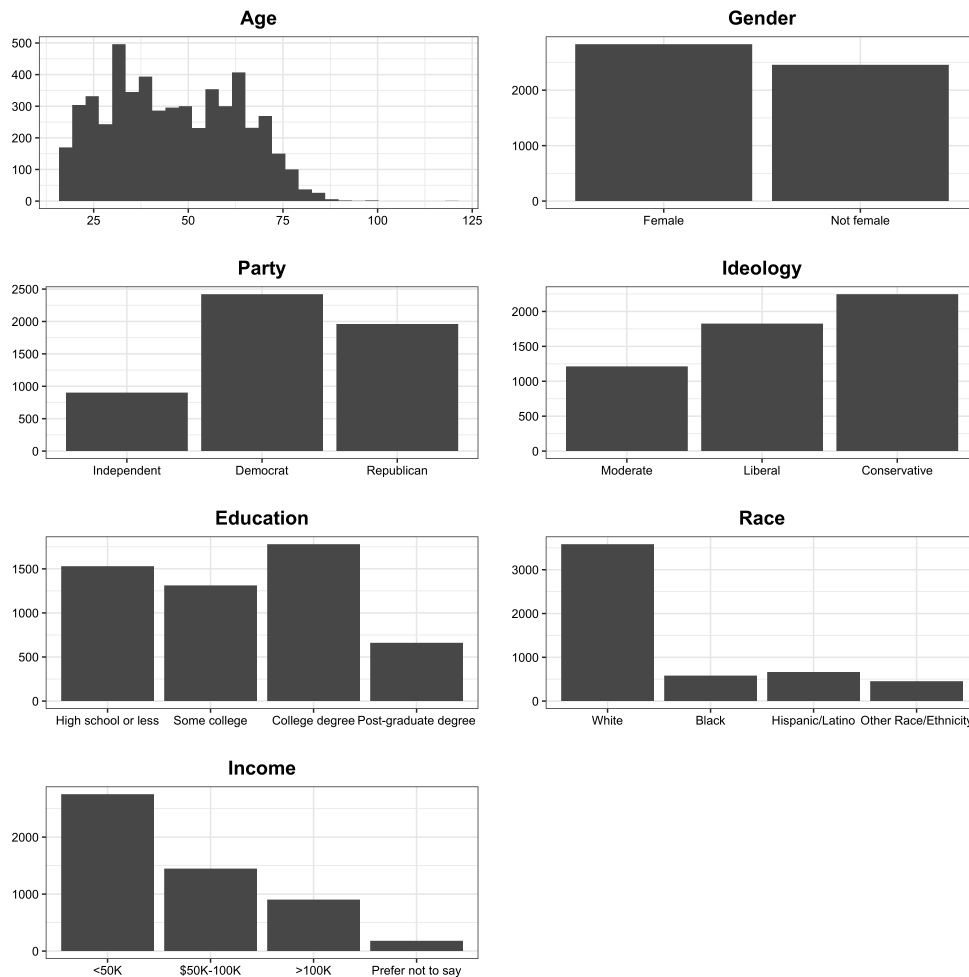 Age
500
400
300
200
100
0
25 50 75 100 125
Gender
2000
1000
0
Female Not female
Party
2500
2000
1500
1000
500
0
Independent Democrat Republican
Ideology
2000
1500
1000
500
0
Moderate Liberal Conservative
Education
1500
1000
500
0
High school or less Some college College degree Post-graduate degree
Race
3000
2000
1000
0
White Black Hispanic/Latino Other Race/Ethnicity
Income
2000
1000
0
<50K $50K-100K >100K Prefer not to say